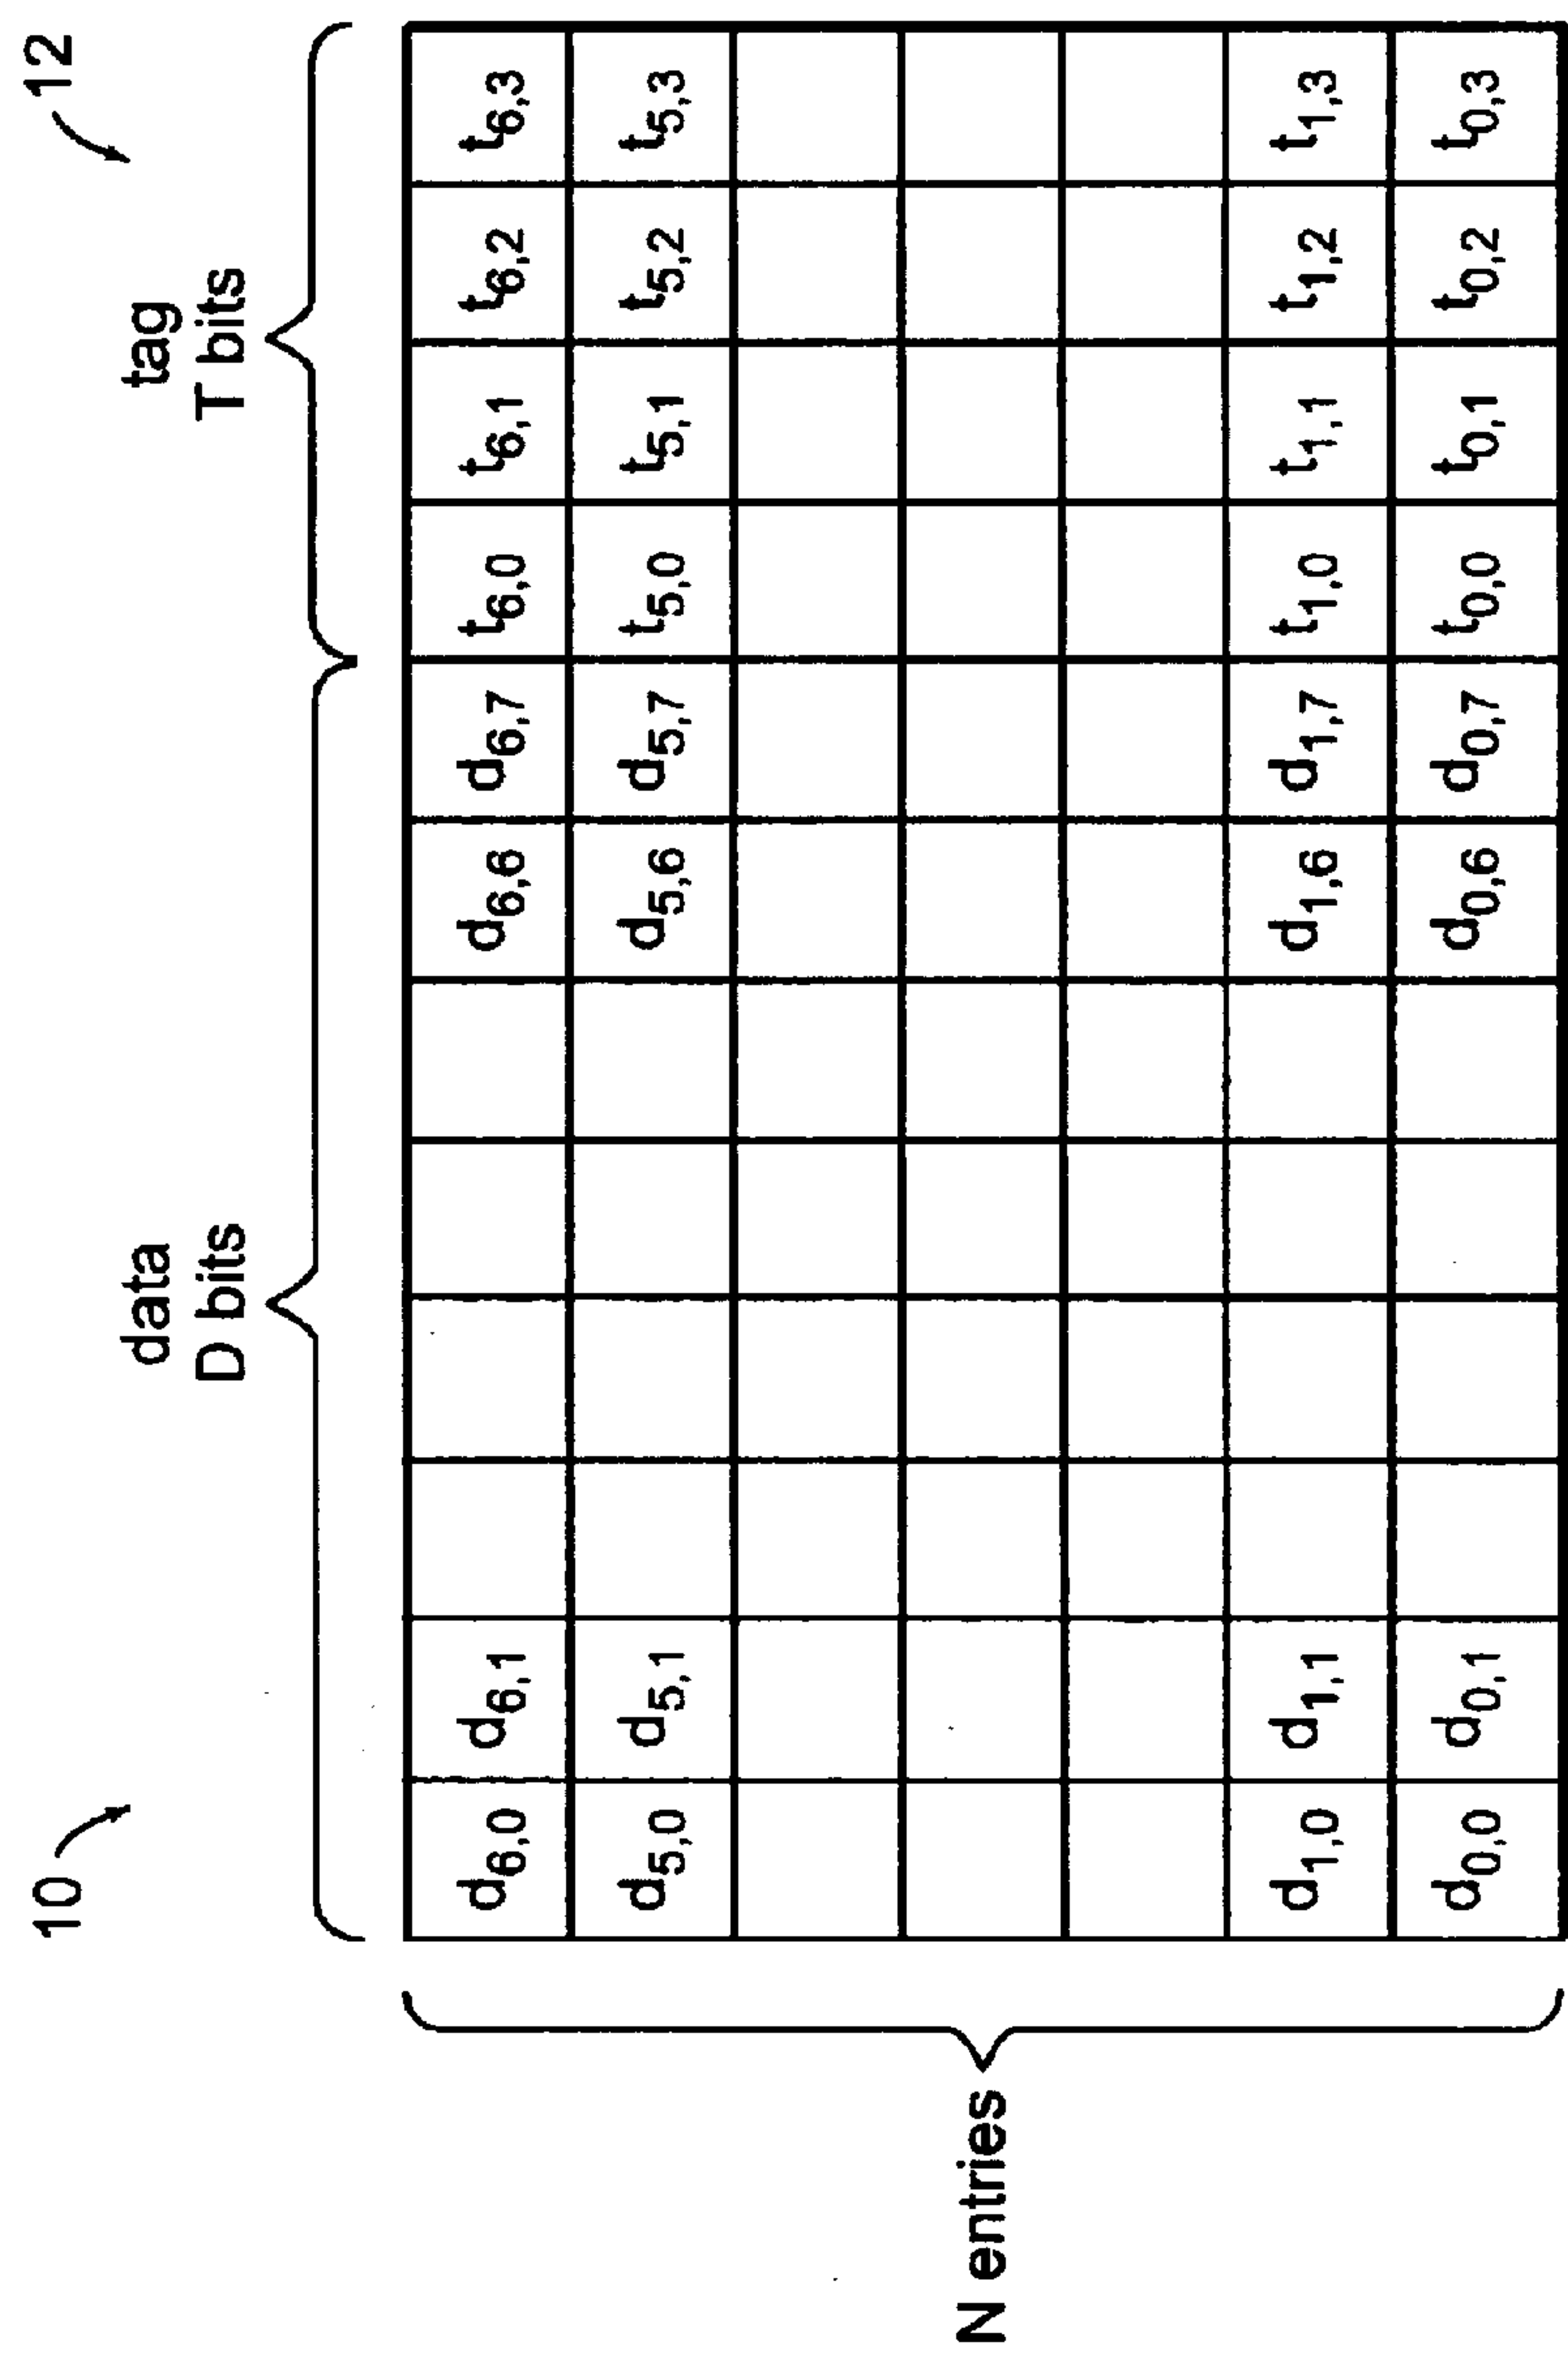 10 12
data tag
D bits T bits
d6,0 d6,1 d6,6 d6,7 t6,0 t6,1 t6,2 t6,3
d5,0 d5,1 d5,6 d5,7 t5,0 t5,1 t5,2 t5,3
N entries
d1,0 d1,1 d1,6 d1,7 t1,0 t1,1 t1,2 t1,3
d0,0 d0,1 d0,6 d0,7 t0,0 t0,1 t0,2 t0,3